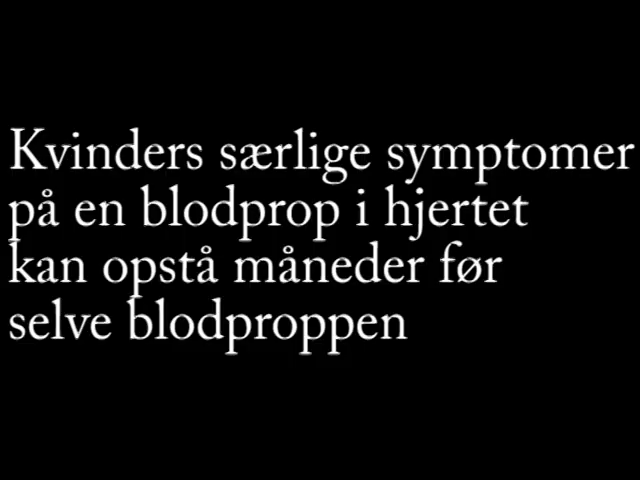 Kvinders særlige symptomer
på en blodprop i hjertet
kan opstå måneder før
selve blodproppen